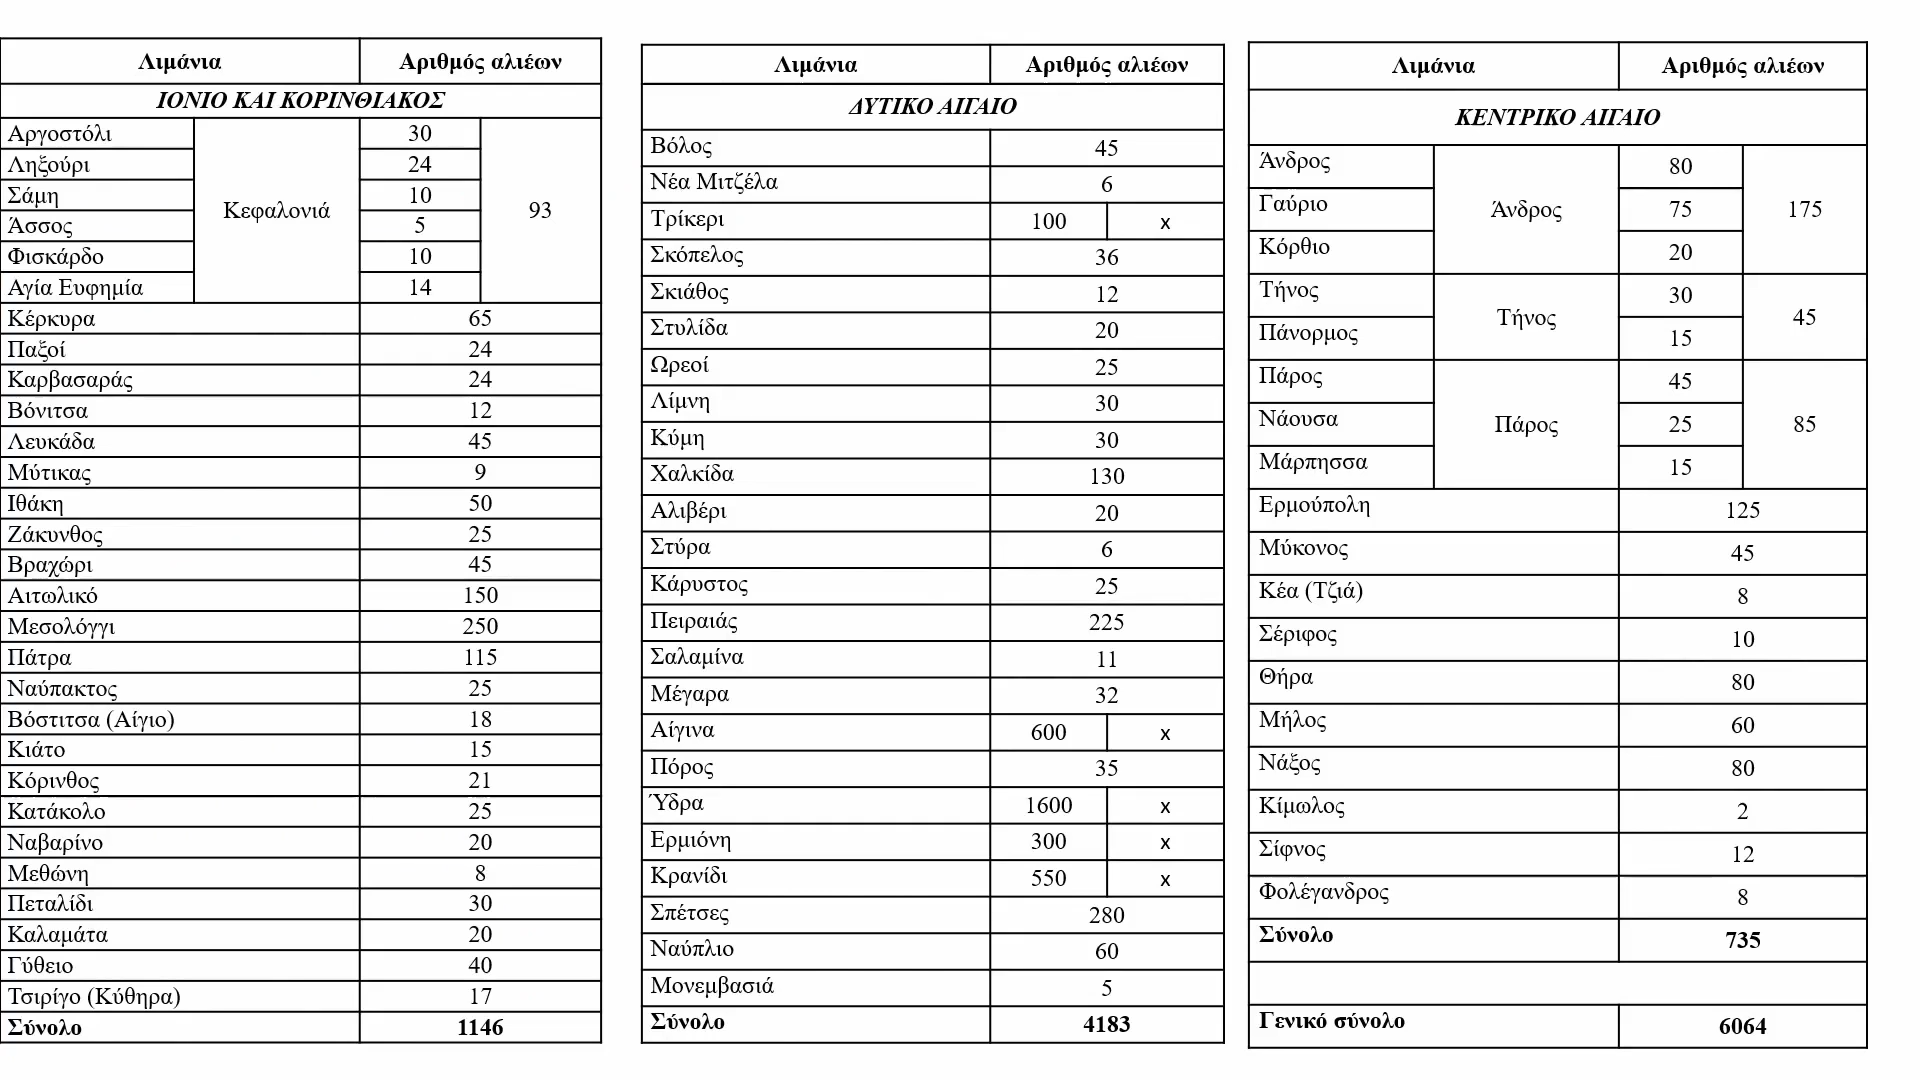 Λιμάνια Αριθμός αλιέων
ΙΟΝΙΟ ΚΑΙ ΚΟΡΙΝΘΙΑΚΟΣ
Αργοστόλι Κεφαλονιά 30 93
Ληξούρι 24
Σάμη 10
Άσσος 5
Φισκάρδο 10
Αγία Ευφημία 14
Κέρκυρα 65
Παξοί 24
Καρβασαράς 24
Βόνιτσα 12
Λευκάδα 45
Μύτικας 9
Ιθάκη 50
Ζάκυνθος 25
Βραχώρι 45
Αιτωλικό 150
Μεσολόγγι 250
Πάτρα 115
Ναύπακτος 25
Βόστιτσα (Αίγιο) 18
Κιάτο 15
Κόρινθος 21
Κατάκολο 25
Ναβαρίνο 20
Μεθώνη 8
Πεταλίδι 30
Καλαμάτα 20
Γύθειο 40
Τσιρίγο (Κύθηρα) 17
Σύνολο 1146
Λιμάνια Αριθμός αλιέων
ΔΥΤΙΚΟ ΑΙΓΑΙΟ
Βόλος 45
Νέα Μιτζέλα 6
Τρίκερι 100 x
Σκόπελος 36
Σκιάθος 12
Στυλίδα 20
Ωρεοί 25
Λίμνη 30
Κύμη 30
Χαλκίδα 130
Αλιβέρι 20
Στύρα 6
Κάρυστος 25
Πειραιάς 225
Σαλαμίνα 11
Μέγαρα 32
Αίγινα 600 x
Πόρος 35
Ύδρα 1600 x
Ερμιόνη 300 x
Κρανίδι 550 x
Σπέτσες 280
Ναύπλιο 60
Μονεμβασιά 5
Σύνολο 4183
Λιμάνια Αριθμός αλιέων
ΚΕΝΤΡΙΚΟ ΑΙΓΑΙΟ
Άνδρος Άνδρος 80 175
Γαύριο 75
Κόρθιο 20
Τήνος Τήνος 30 45
Πάνορμος 15
Πάρος Πάρος 45 85
Νάουσα 25
Μάρπησσα 15
Ερμούπολη 125
Μύκονος 45
Κέα (Τζιά) 8
Σέριφος 10
Θήρα 80
Μήλος 60
Νάξος 80
Κίμωλος 2
Σίφνος 12
Φολέγανδρος 8
Σύνολο 735
Γενικό σύνολο 6064